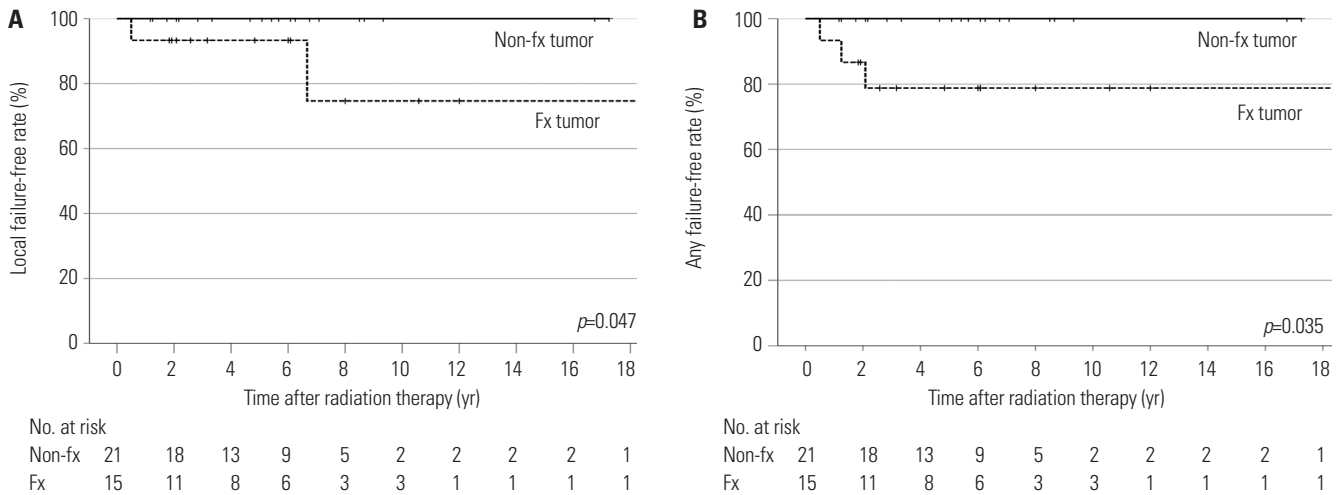 A
Local failure-free rate (%)
100
80
60
40
20
0
Non-fx tumor
Fx tumor
p=0.047
0 2 4 6 8 10 12 14 16 18
Time after radiation therapy (yr)
No. at risk
Non-fx 21 18 13 9 5 2 2 2 2 1
Fx 15 11 8 6 3 3 1 1 1 1
B
Any failure-free rate (%)
100
80
60
40
20
0
Non-fx tumor
Fx tumor
p=0.035
0 2 4 6 8 10 12 14 16 18
Time after radiation therapy (yr)
No. at risk
Non-fx 21 18 13 9 5 2 2 2 2 1
Fx 15 11 8 6 3 3 1 1 1 1